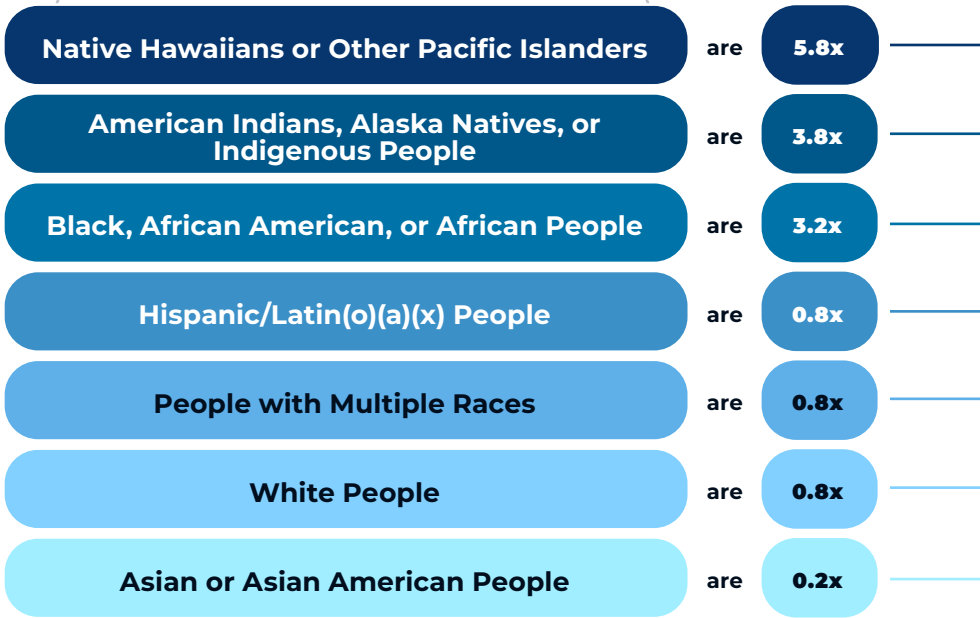 Native Hawaiians or Other Pacific Islanders are 5.8x
American Indians, Alaska Natives, or
Indigenous People are 3.8x
Black, African American, or African People are 3.2x
Hispanic/Latin(o)(a)(x) People are 0.8x
People with Multiple Races are 0.8x
White People are 0.8x
Asian or Asian American People are 0.2x